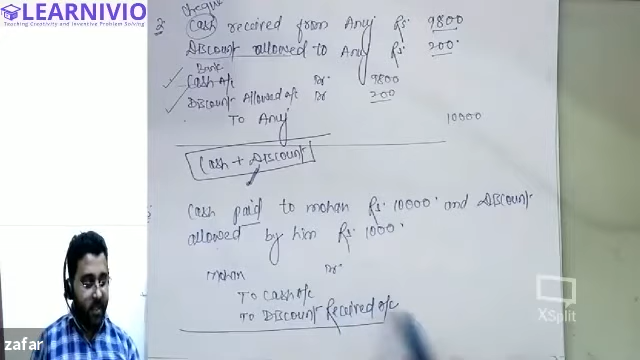 LEARNIVIO
Teaching Creativity and Inventive Problem Solving
Cheque
Cash received from Anuj Rs. 9800
Discount allowed to Anuj Rs. 200.
Bank
Cash A/c Dr 9800
Discount Allowed a/c Dr 200
To Anuj 10000
Cash + Discount
Cash paid to Mohan Rs. 10000. and Discount
allowed by him Rs. 1000.
Mohan Dr.
To Cash a/c
To Discount Received a/c
zafar
XSplit